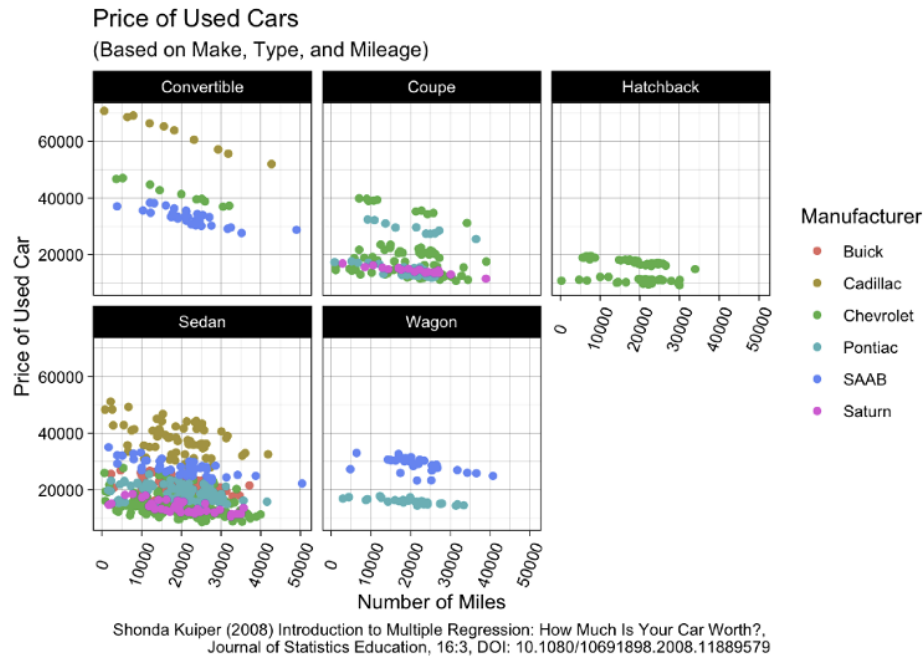 Price of Used Cars
(Based on Make, Type, and Mileage)
Convertible
Coupe
Hatchback
60000
40000
20000
Price of Used Car
0
10000
20000
30000
40000
50000
Sedan
Wagon
60000
40000
20000
0
10000
20000
30000
40000
50000
0
10000
20000
30000
40000
50000
Number of Miles
Manufacturer
Buick
Cadillac
Chevrolet
Pontiac
SAAB
Saturn
Shonda Kuiper (2008) Introduction to Multiple Regression: How Much Is Your Car Worth?,
Journal of Statistics Education, 16:3, DOI: 10.1080/10691898.2008.11889579